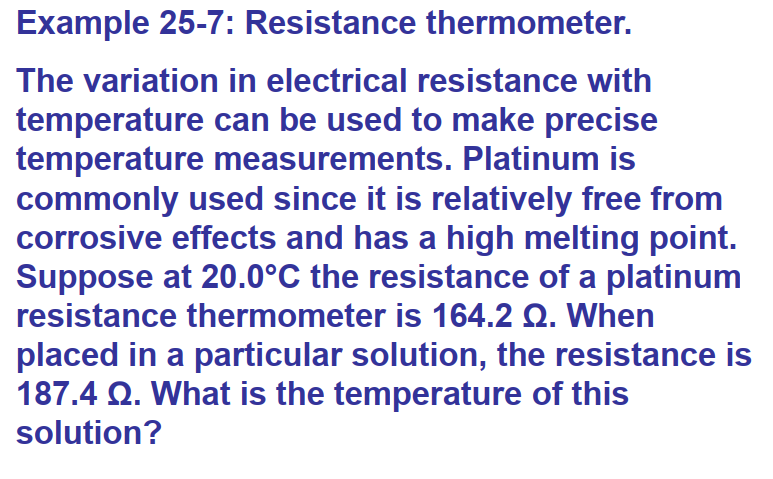 Example 25-7: Resistance thermometer.
The variation in electrical resistance with
temperature can be used to make precise
temperature measurements. Platinum is
commonly used since it is relatively free from
corrosive effects and has a high melting point.
Suppose at 20.0°C the resistance of a platinum
resistance thermometer is 164.2 Ω. When
placed in a particular solution, the resistance is
187.4 Ω. What is the temperature of this
solution?